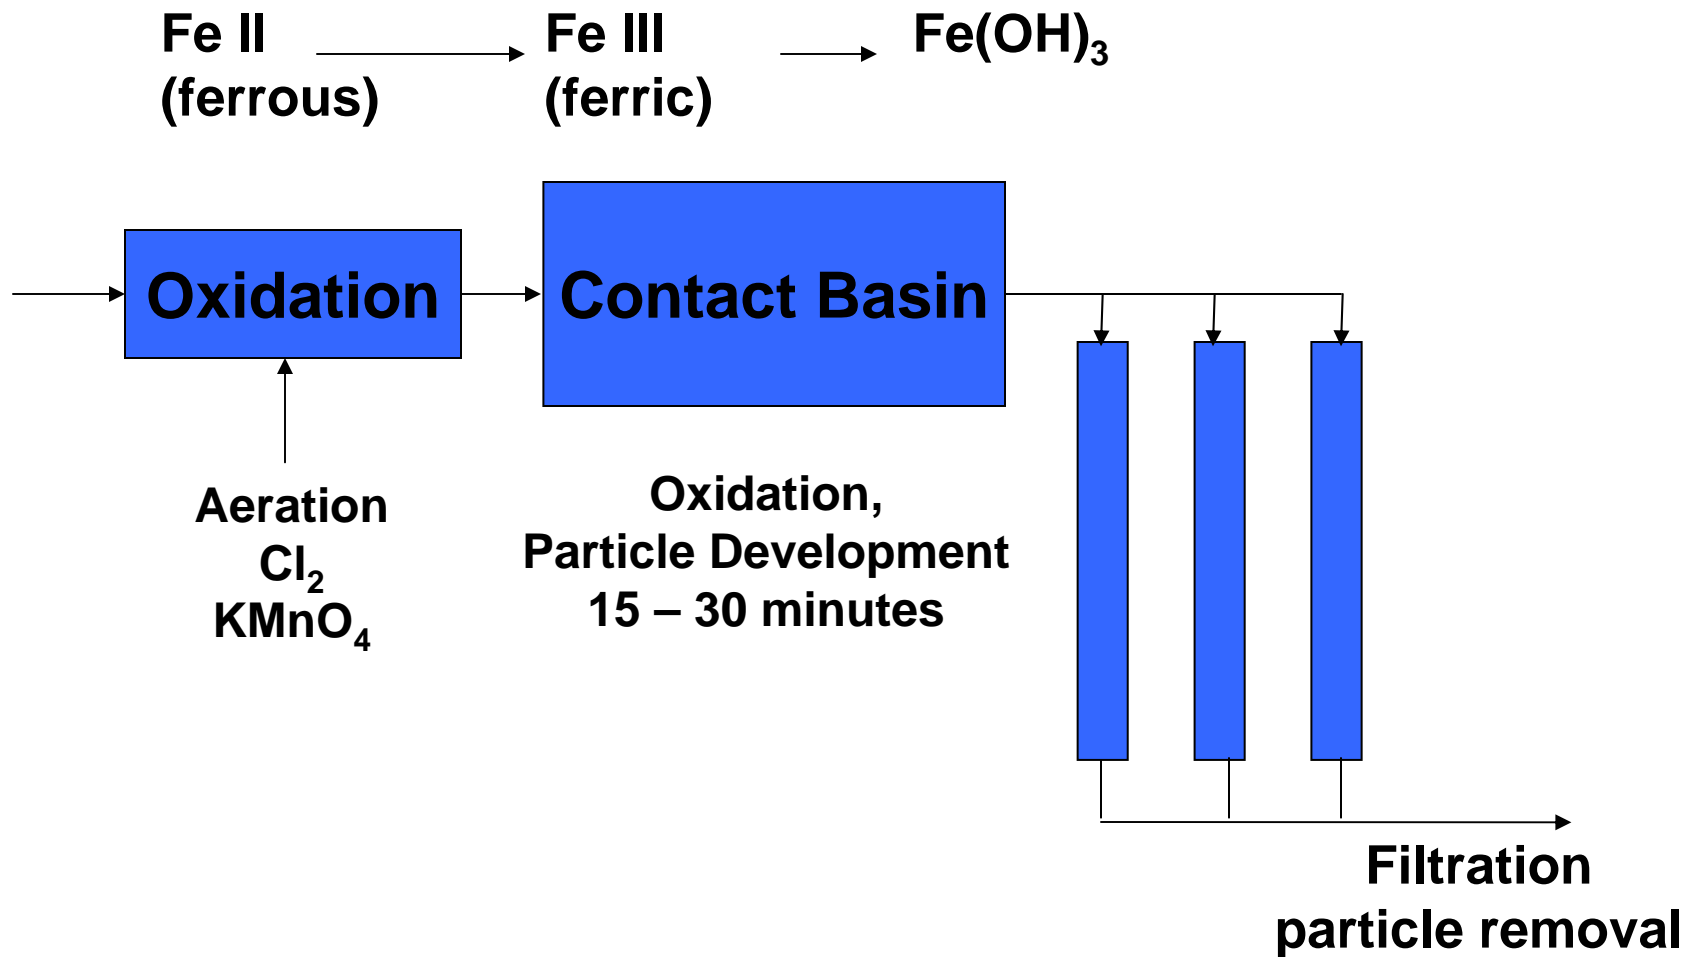 Fe II
(ferrous)
Fe III
(ferric)
Fe(OH)₃
Oxidation
Contact Basin
Aeration
Cl₂
KMnO₄
Oxidation,
Particle Development
15 – 30 minutes
Filtration
particle removal